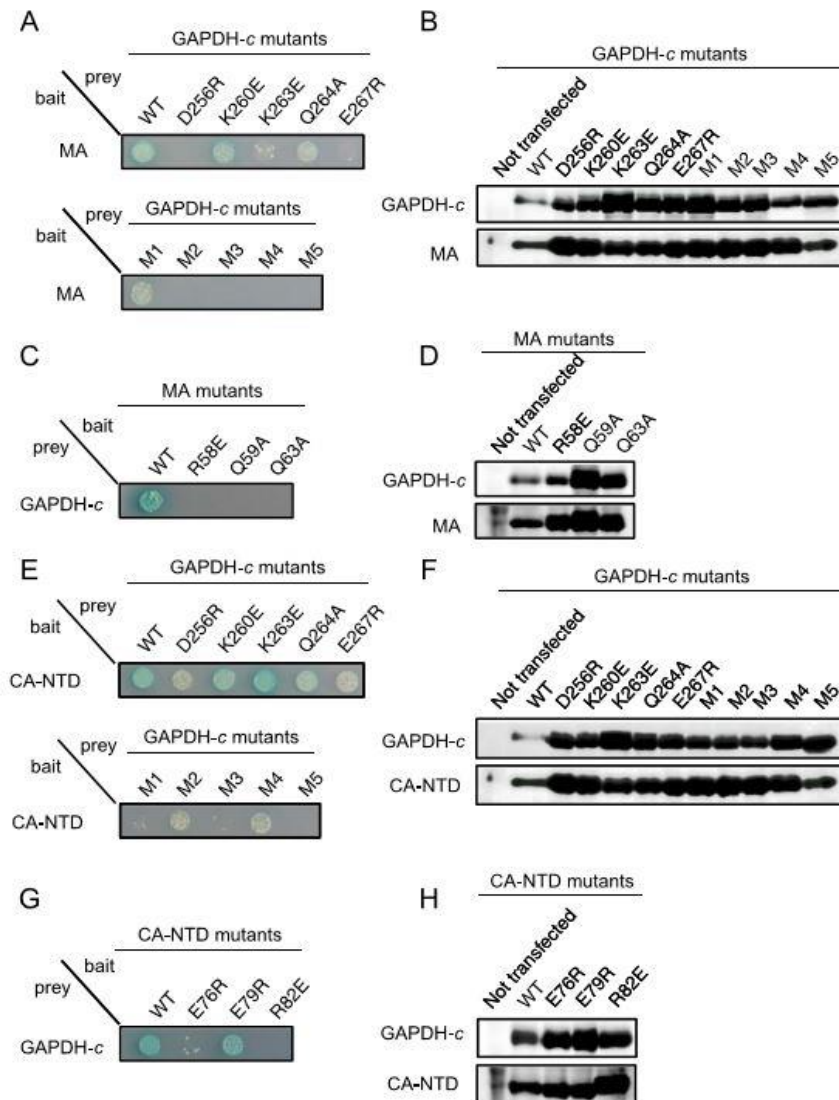 A
GAPDH-c mutants
prey
bait
WT
D256R
K260E
K263E
Q264A
E267R
MA
GAPDH-c mutants
prey
bait
M1
M2
M3
M4
M5
MA
B
GAPDH-c mutants
Not transfected
WT
D256R
K260E
K263E
Q264A
E267R
M1
M2
M3
M4
M5
GAPDH-c
MA
C
MA mutants
bait
prey
WT
R58E
Q59A
Q63A
GAPDH-c
D
MA mutants
Not transfected
WT
R58E
Q59A
Q63A
GAPDH-c
MA
E
GAPDH-c mutants
prey
bait
WT
D256R
K260E
K263E
Q264A
E267R
CA-NTD
GAPDH-c mutants
prey
bait
M1
M2
M3
M4
M5
CA-NTD
F
GAPDH-c mutants
Not transfected
WT
D256R
K260E
K263E
Q264A
E267R
M1
M2
M3
M4
M5
GAPDH-c
CA-NTD
G
CA-NTD mutants
bait
prey
WT
E76R
E79R
R82E
GAPDH-c
H
CA-NTD mutants
Not transfected
WT
E76R
E79R
R82E
GAPDH-c
CA-NTD